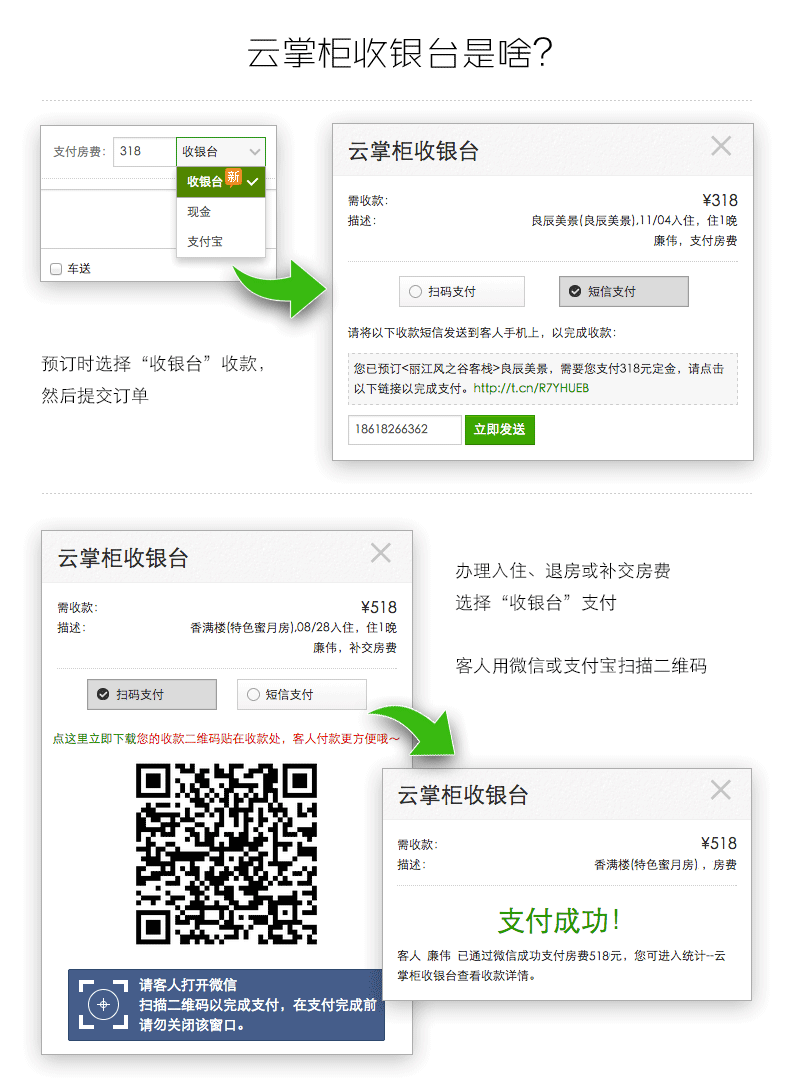 云掌柜收银台是啥?
支付房费: 318 收银台
收银台 新
现金
支付宝
车送
预订时选择“收银台”收款,
然后提交订单
云掌柜收银台
需收款: ¥318
描述: 良辰美景(良辰美景),11/04入住, 住1晚
廉伟, 支付房费
扫码支付 短信支付
请将以下收款短信发送到客人手机上, 以完成收款:
您已预订<丽江风之谷客栈>良辰美景, 需要您支付318元定金, 请点击
以下链接以完成支付。http://t.cn/R7YHUEB
18618266362 立即发送
云掌柜收银台
需收款: ¥518
描述: 香满楼(特色蜜月房),08/28入住, 住1晚
廉伟, 补交房费
扫码支付 短信支付
点这里立即下载您的收款二维码贴在收款处, 客人付款更方便哦~
请客人打开微信
扫描二维码以完成支付, 在支付完成前
请勿关闭该窗口。
办理入住、退房或补交房费
选择“收银台”支付
客人用微信或支付宝扫描二维码
云掌柜收银台
需收款: ¥518
描述: 香满楼(特色蜜月房) , 房费
支付成功!
客人 廉伟 已通过微信成功支付房费518元, 您可进入统计--云
掌柜收银台查看收款详情。